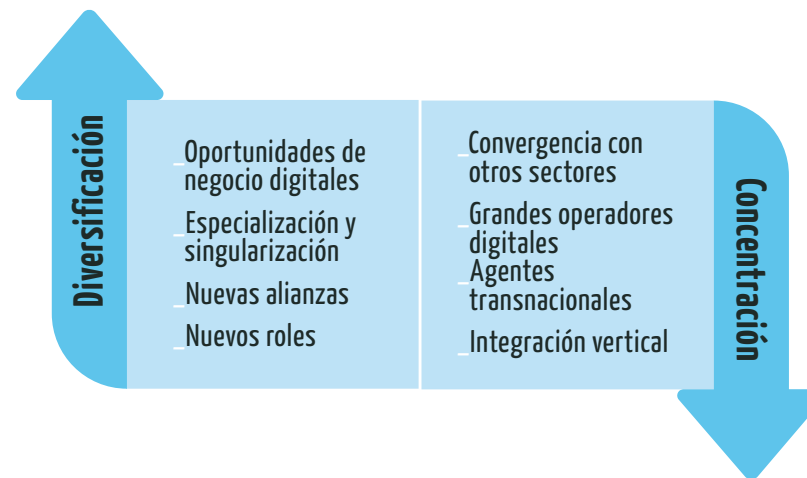 Diversificación
_Oportunidades de
negocio digitales
_Especialización y
singularización
_Nuevas alianzas
_Nuevos roles
_Convergencia con
otros sectores
_Grandes operadores
digitales
_Agentes
transnacionales
_Integración vertical
Concentración